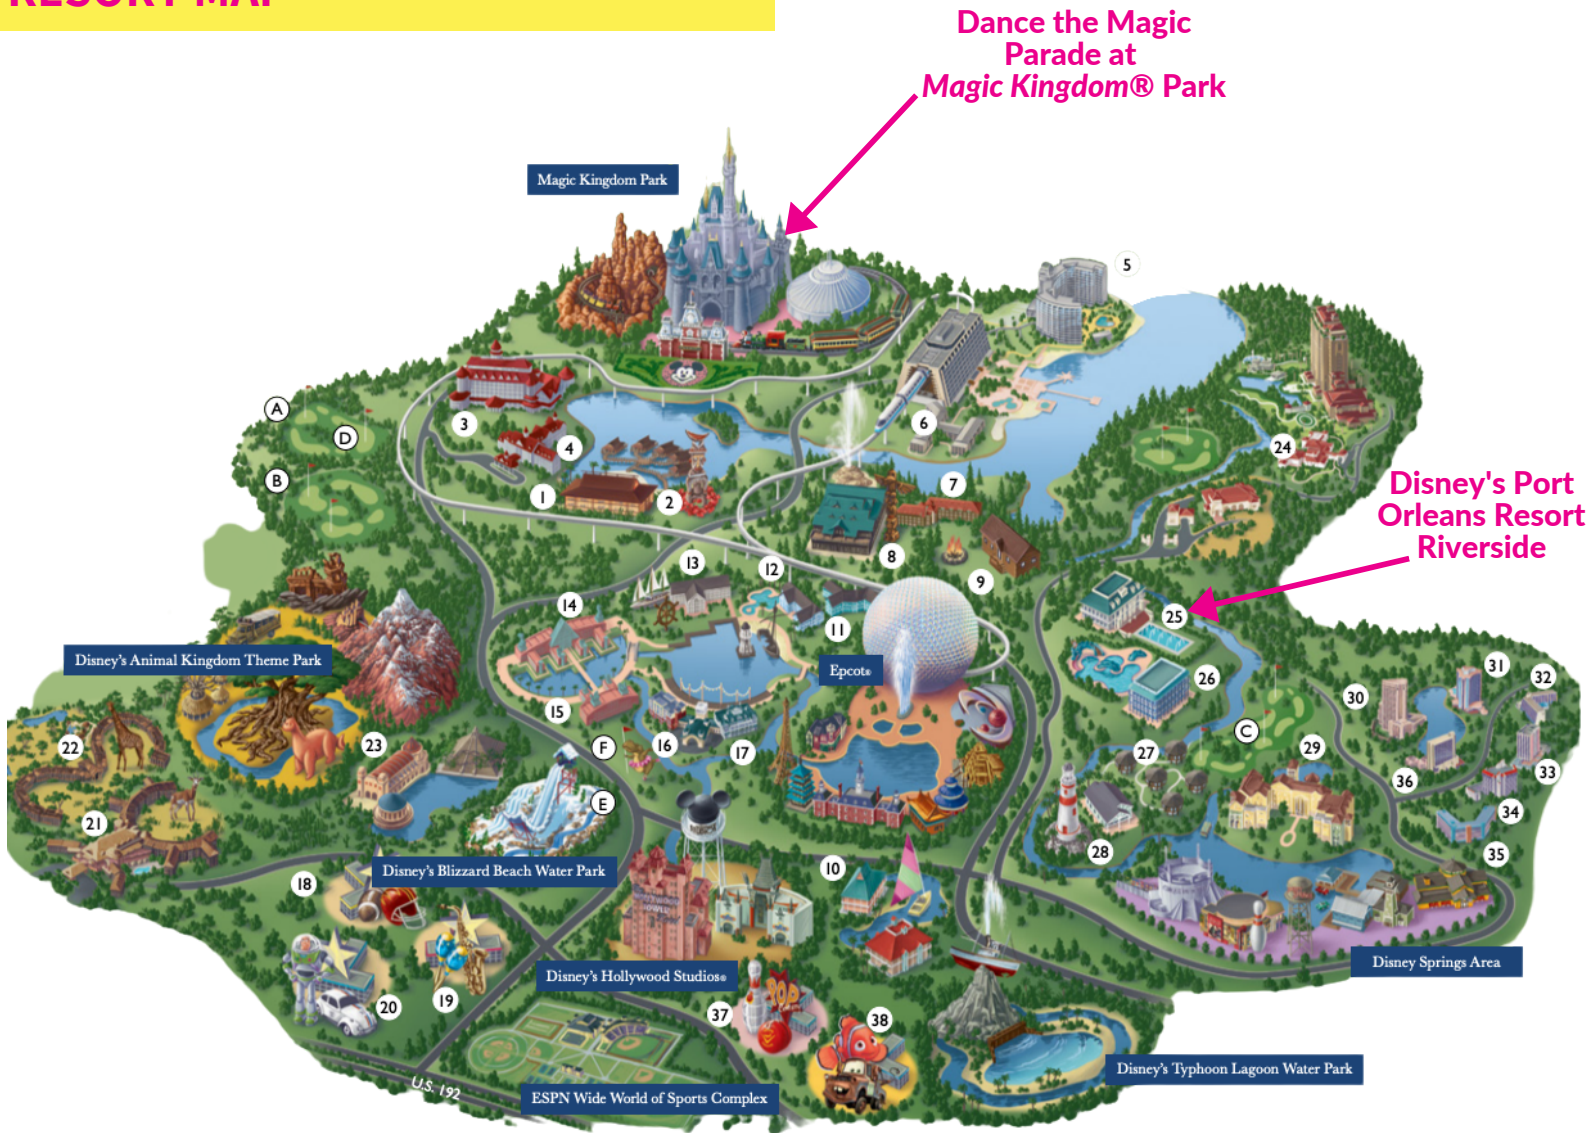 RESORT MAP
Dance the Magic
Parade at
Magic Kingdom® Park
Magic Kingdom Park
5
A
D
3
6
4
24
B
7
1
2
Disney's Port
Orleans Resort
Riverside
8
13
12
9
14
11
25
Disney's Animal Kingdom Theme Park
Epcot®
31
26
32
30
15
22
23
F
16
17
27
C
29
33
36
E
21
34
28
35
Disney's Blizzard Beach Water Park
10
18
Disney Springs Area
Disney's Hollywood Studios®
19
20
37
POP
38
Disney's Typhoon Lagoon Water Park
U.S. 192
ESPN Wide World of Sports Complex